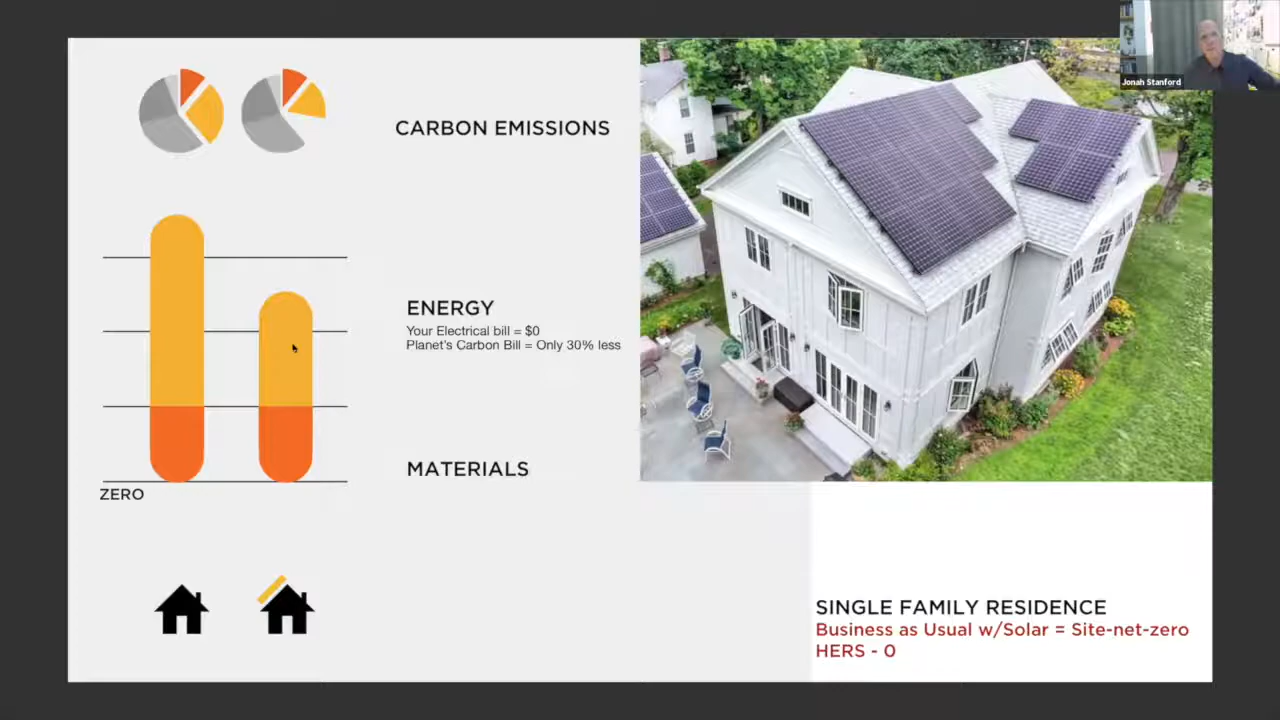 Jonah Stanford
CARBON EMISSIONS
ENERGY
Your Electrical bill = $0
Planet's Carbon Bill = Only 30% less
MATERIALS
ZERO
SINGLE FAMILY RESIDENCE
Business as Usual w/Solar = Site-net-zero
HERS - 0